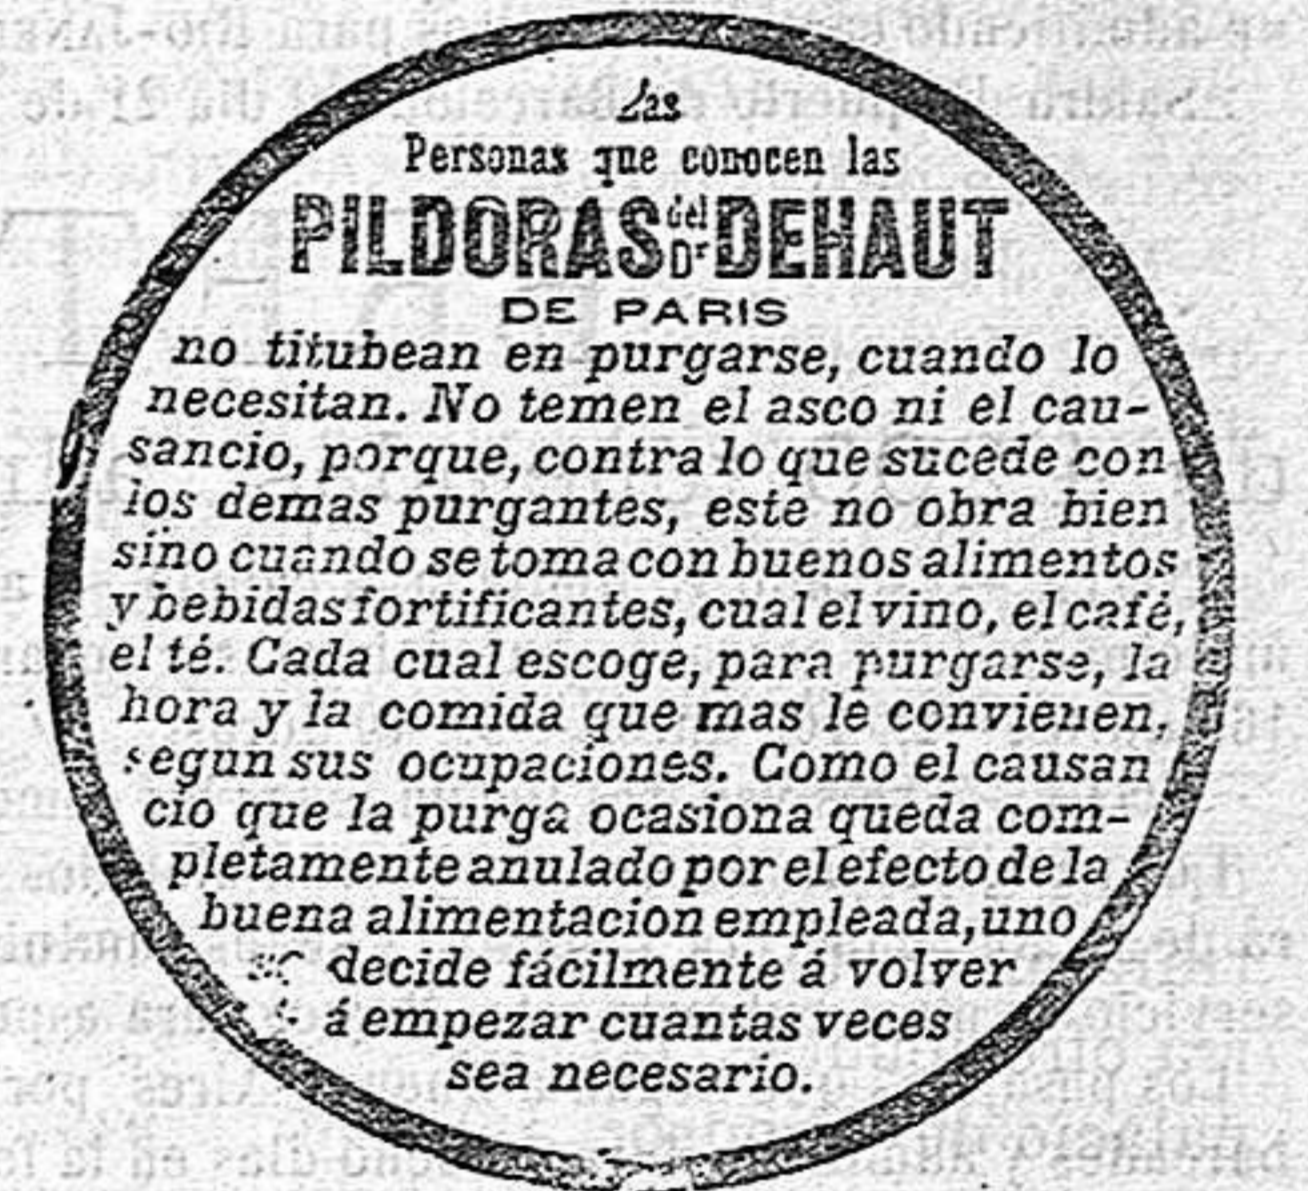 Las
Personas que conocen las
PILDORAS del Dr DEHAUT
DE PARIS
no titubean en purgarse, cuando lo
necesitan. No temen el asco ni el cau-
sancio, porque, contra lo que sucede con
los demas purgantes, este no obra bien
sino cuando se toma con buenos alimentos
y bebidas fortificantes, cual el vino, el café,
el té. Cada cual escoge, para purgarse, la
hora y la comida que mas le convienen,
segun sus ocupaciones. Como el causan
cio que la purga ocasiona queda com-
pletamente anulado por el efecto de la
buena alimentacion empleada, uno
se decide fácilmente á volver
á empezar cuantas veces
sea necesario.